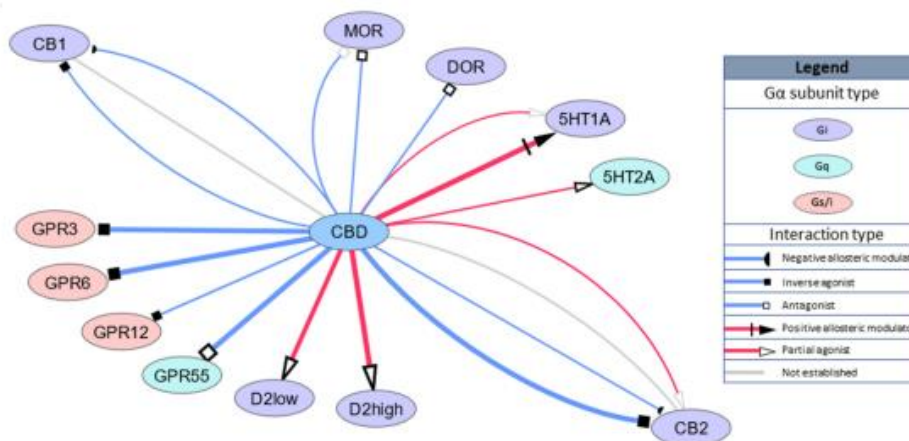 CB1
MOR
DOR
5HT1A
5HT2A
CBD
GPR3
GPR6
GPR12
GPR55
D2low
D2high
CB2
Legend
Gα subunit type
Gi
Gq
Gs/i
Interaction type
Negative allosteric modulat
Inverse agonist
Antagonist
Positive allosteric modulato
Partial agonist
Not established